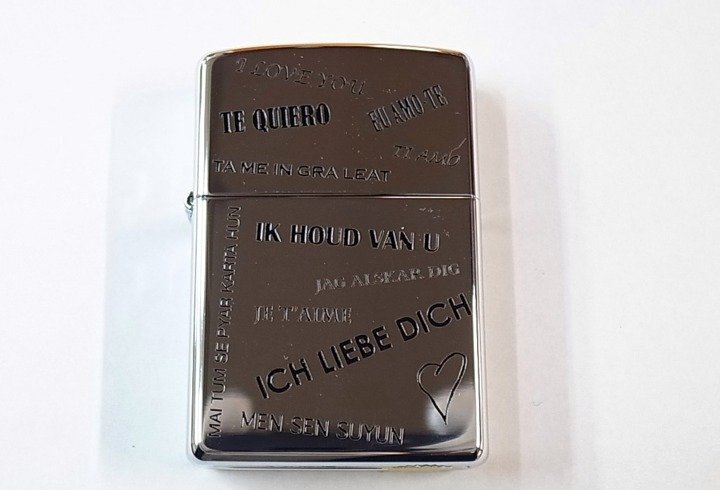 I LOVE YOU
TE QUIERO
EU AMO-TE
TI AMO
TA ME IN GRA LEAT
IK HOUD VAN U
JAG ALSKAR DIG
JE T'AIME
ICH LIEBE DICH
MAI TUM SE PYAR KARTA HUN
MEN SEN SUYUN